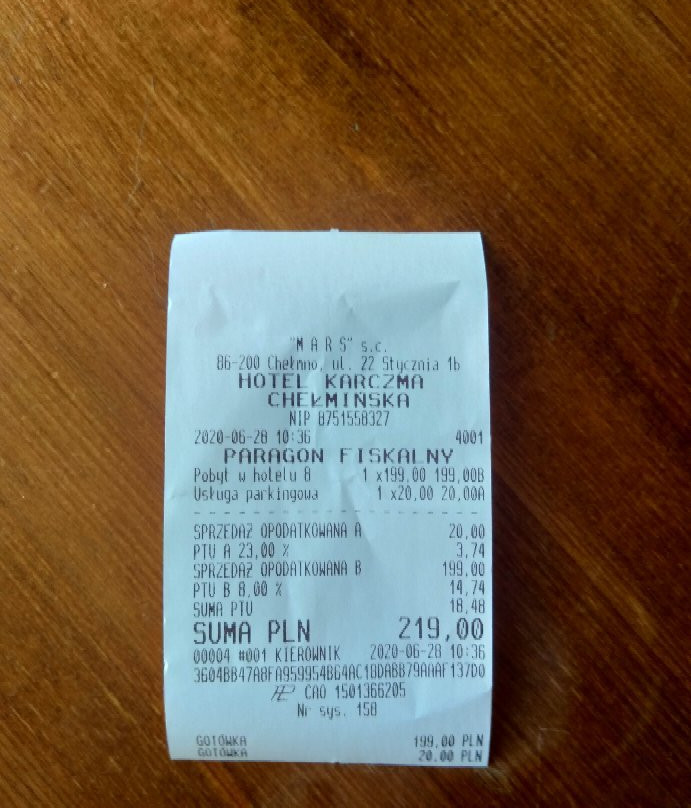 "M A R S" s.c.
86-200 Chełmno, ul. 22 Stycznia 1b
HOTEL KARCZMA
CHEŁMIŃSKA
NIP 8751558327
2020-06-28 10:36 4001
PARAGON FISKALNY
Pobyt w hotelu 8 1 x199,00 199,00B
Usługa parkingowa 1 x20,00 20,00A
SPRZEDAŻ OPODATKOWANA A 20,00
PTU A 23,00 % 3,74
SPRZEDAŻ OPODATKOWANA B 199,00
PTU B 8,00 % 14,74
SUMA PTU 18,48
SUMA PLN 219,00
00004 #001 KIEROWNIK 2020-06-28 10:36
3604BB47A8FA959954B64AC18DABB79AAAF137D0
CAO 1501366205
Nr sys. 158
GOTÓWKA 199,00 PLN
GOTÓWKA 20,00 PLN